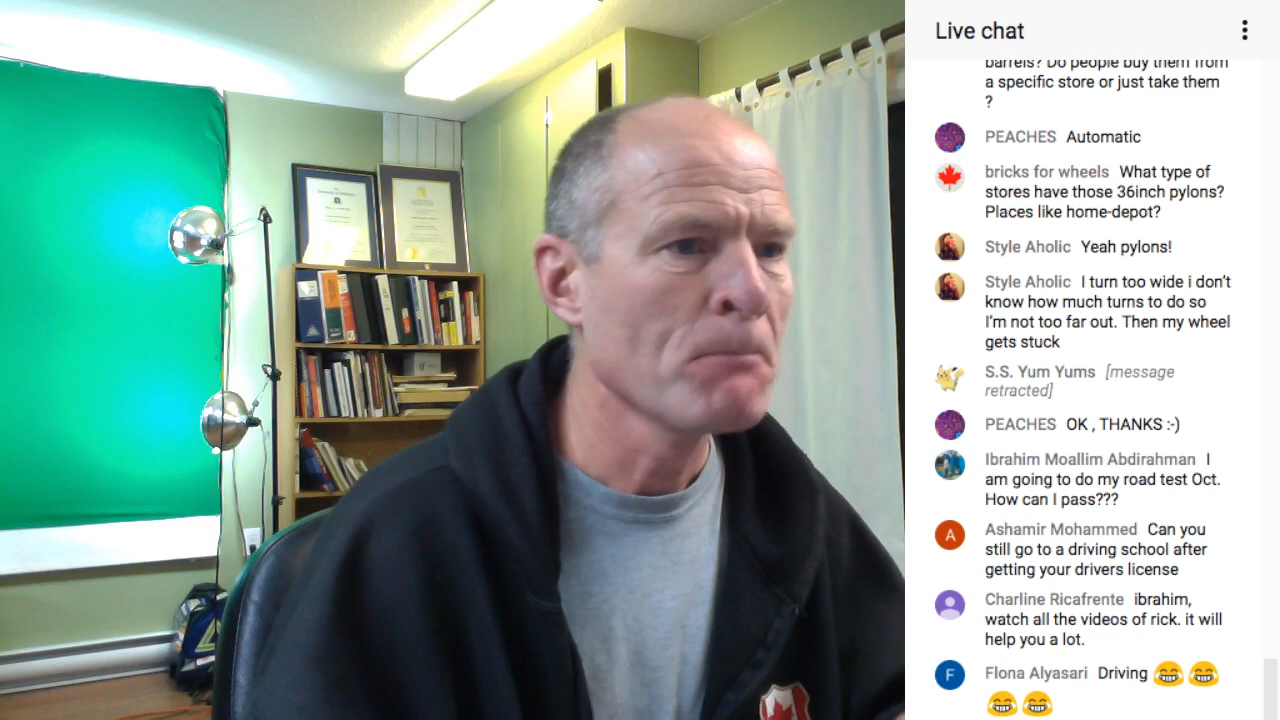 Live chat
barrels? Do people buy them from
a specific store or just take them
?
PEACHES Automatic
bricks for wheels What type of
stores have those 36inch pylons?
Places like home-depot?
Style Aholic Yeah pylons!
Style Aholic I turn too wide i don't
know how much turns to do so
I'm not too far out. Then my wheel
gets stuck
S.S. Yum Yums [message
retracted]
PEACHES OK , THANKS :-)
Ibrahim Moallim Abdirahman I
am going to do my road test Oct.
How can I pass???
A
Ashamir Mohammed Can you
still go to a driving school after
getting your drivers license
Charline Ricafrente ibrahim,
watch all the videos of rick. it will
help you a lot.
F
Flona Alyasari Driving 😂 😂
😂 😂